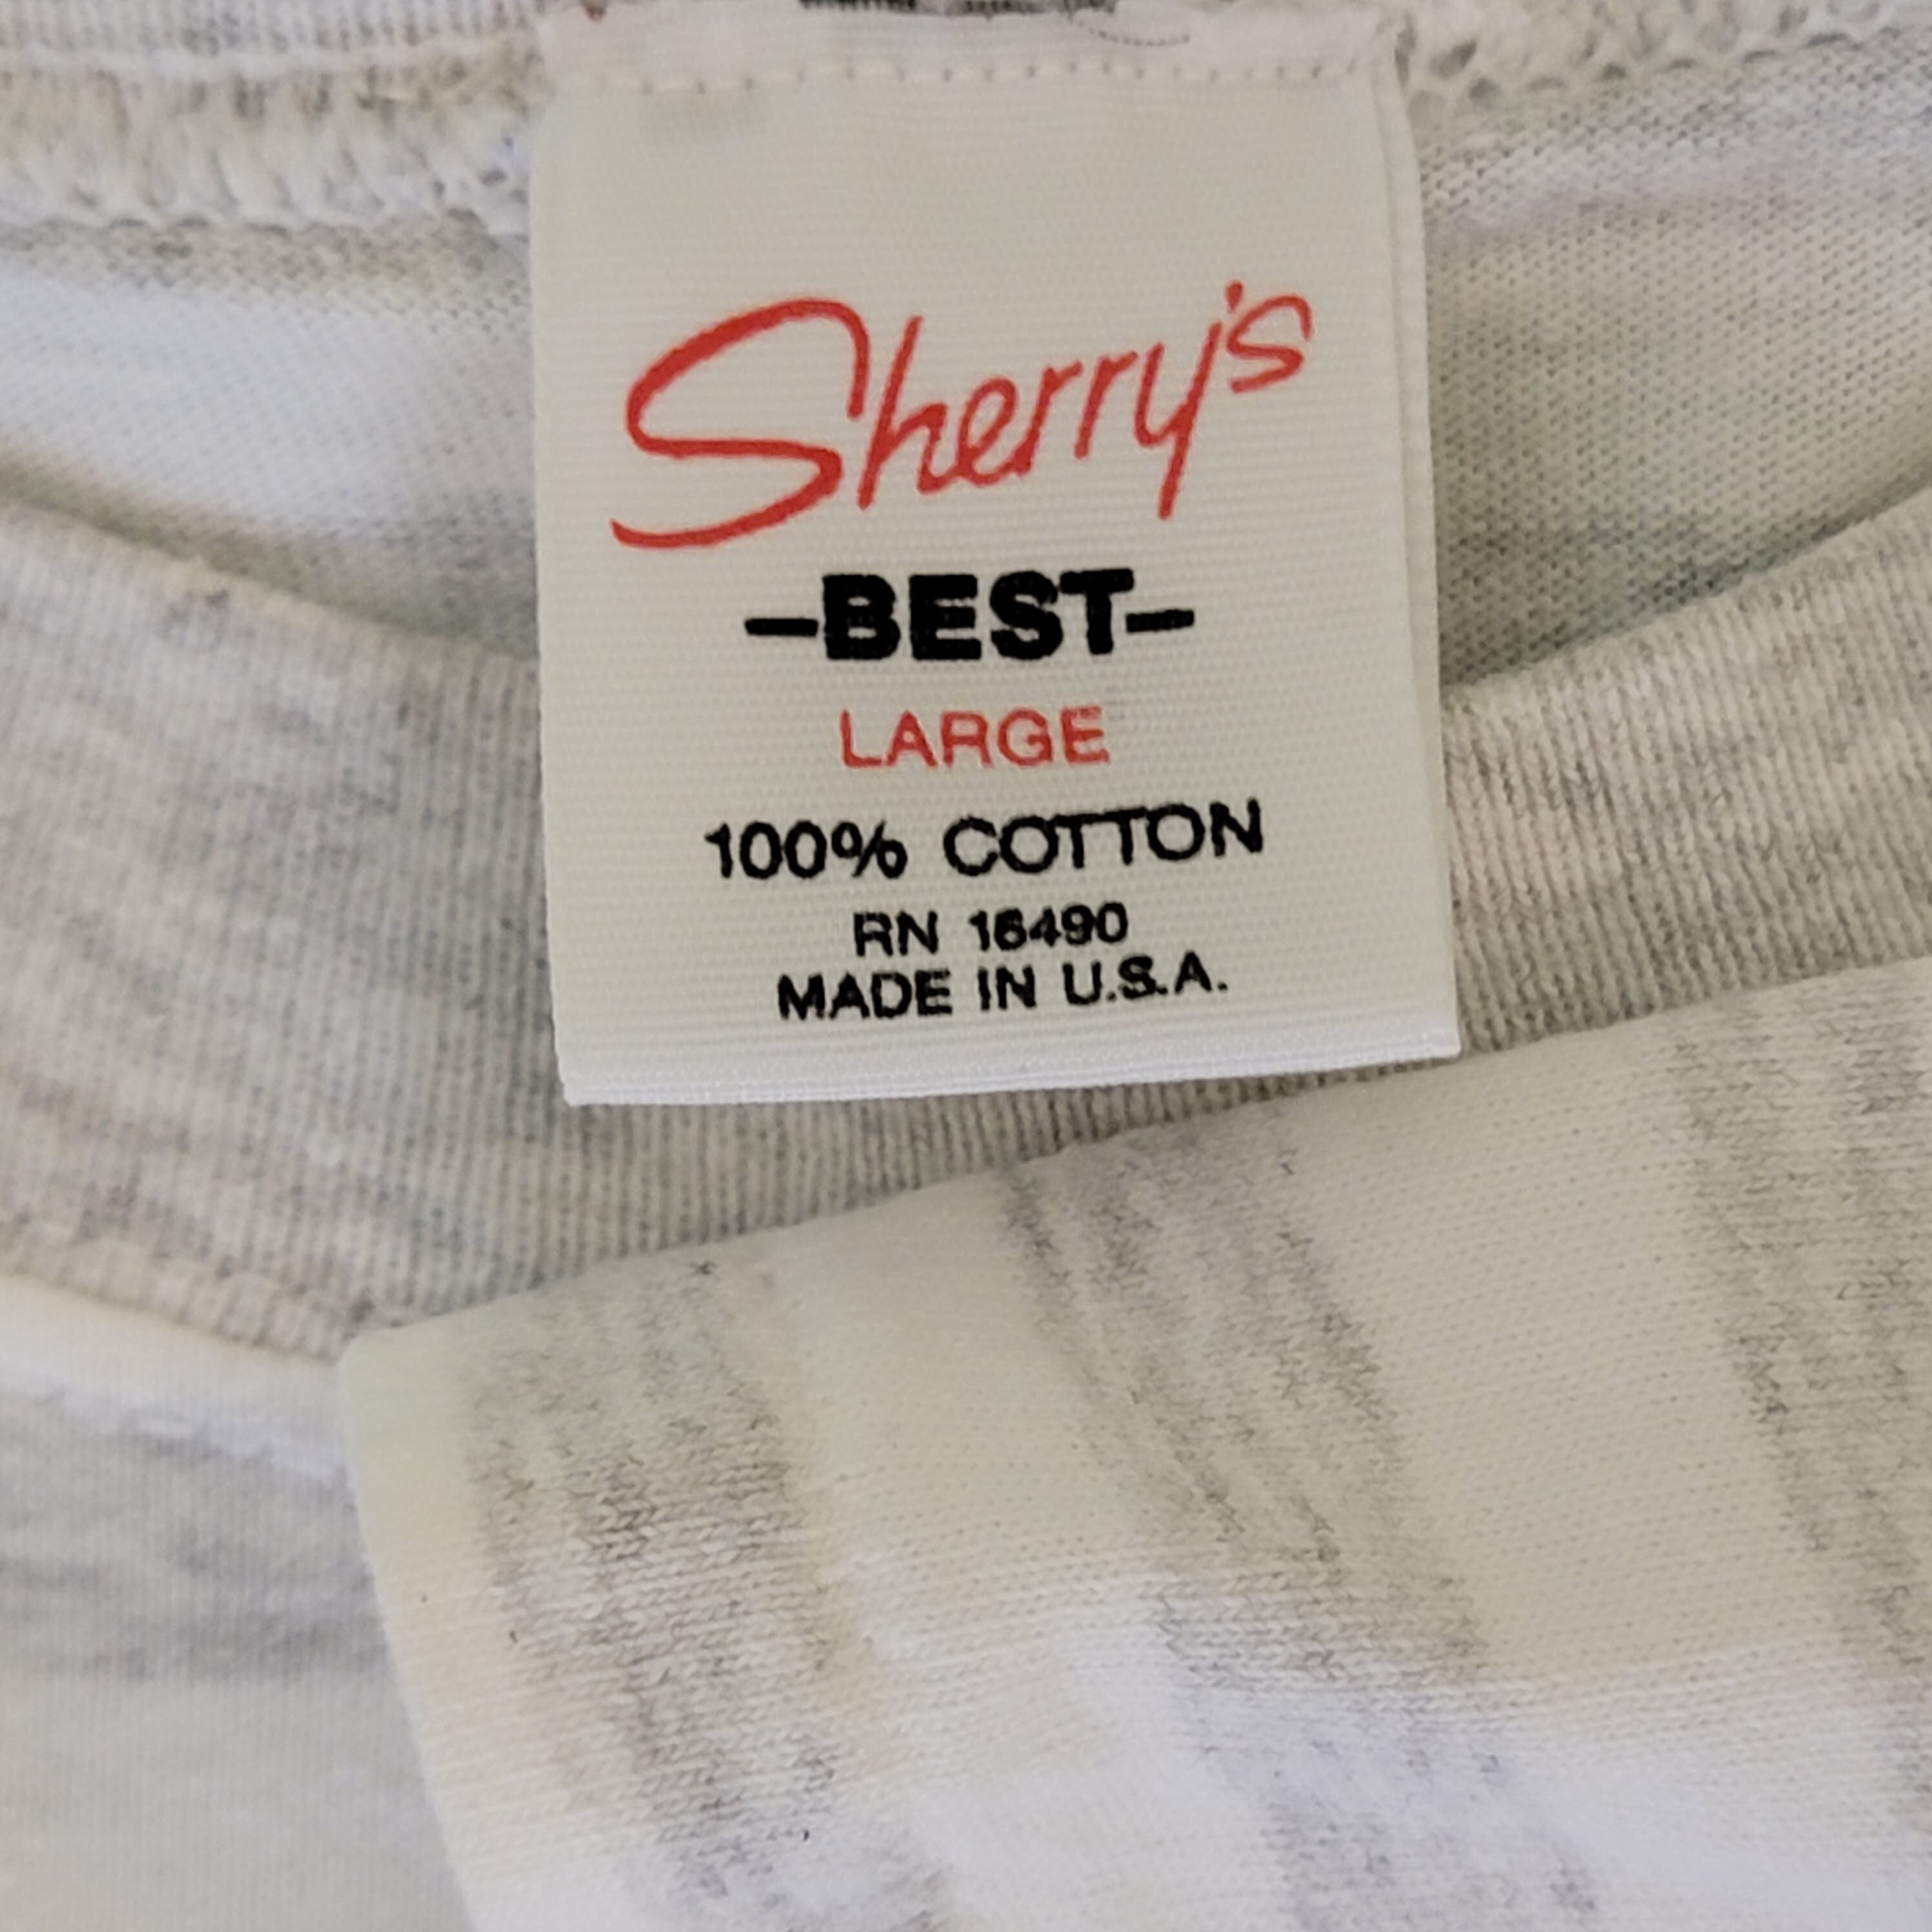 Sherry's
-BEST-
LARGE
100% COTTON
RN 16490
MADE IN U.S.A.